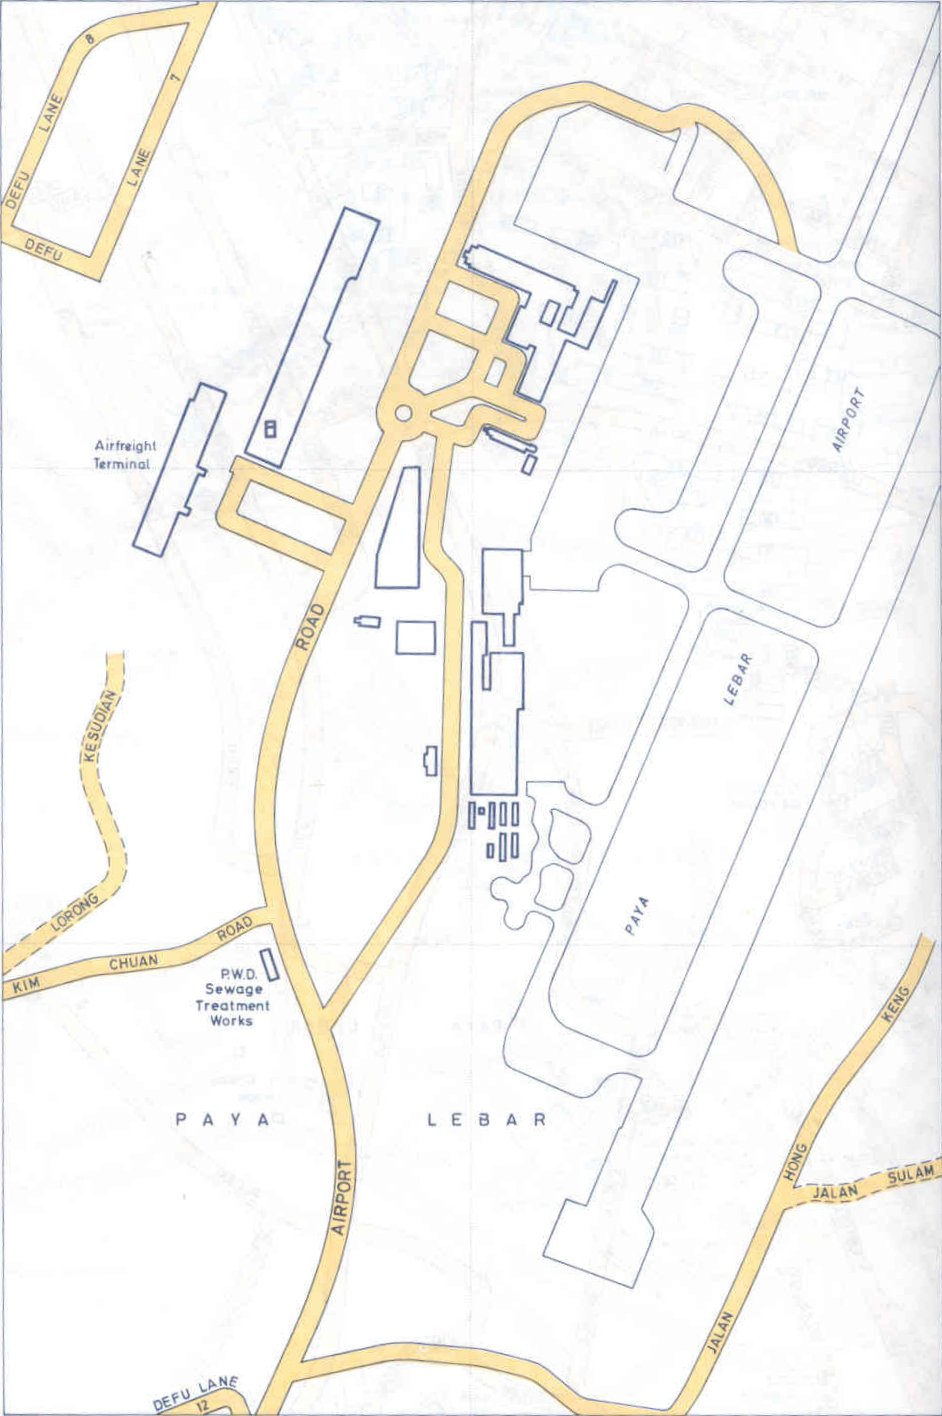 DEFU LANE 8
LANE 7
DEFU
Airfreight
Terminal
AIRPORT
ROAD
LEBAR
KESUDIAN
LORONG
PAYA
KIM CHUAN ROAD
P.W.D.
Sewage
Treatment
Works
KENG
PAYA LEBAR
HONG
JALAN SULAM
AIRPORT
JALAN
DEFU LANE
12